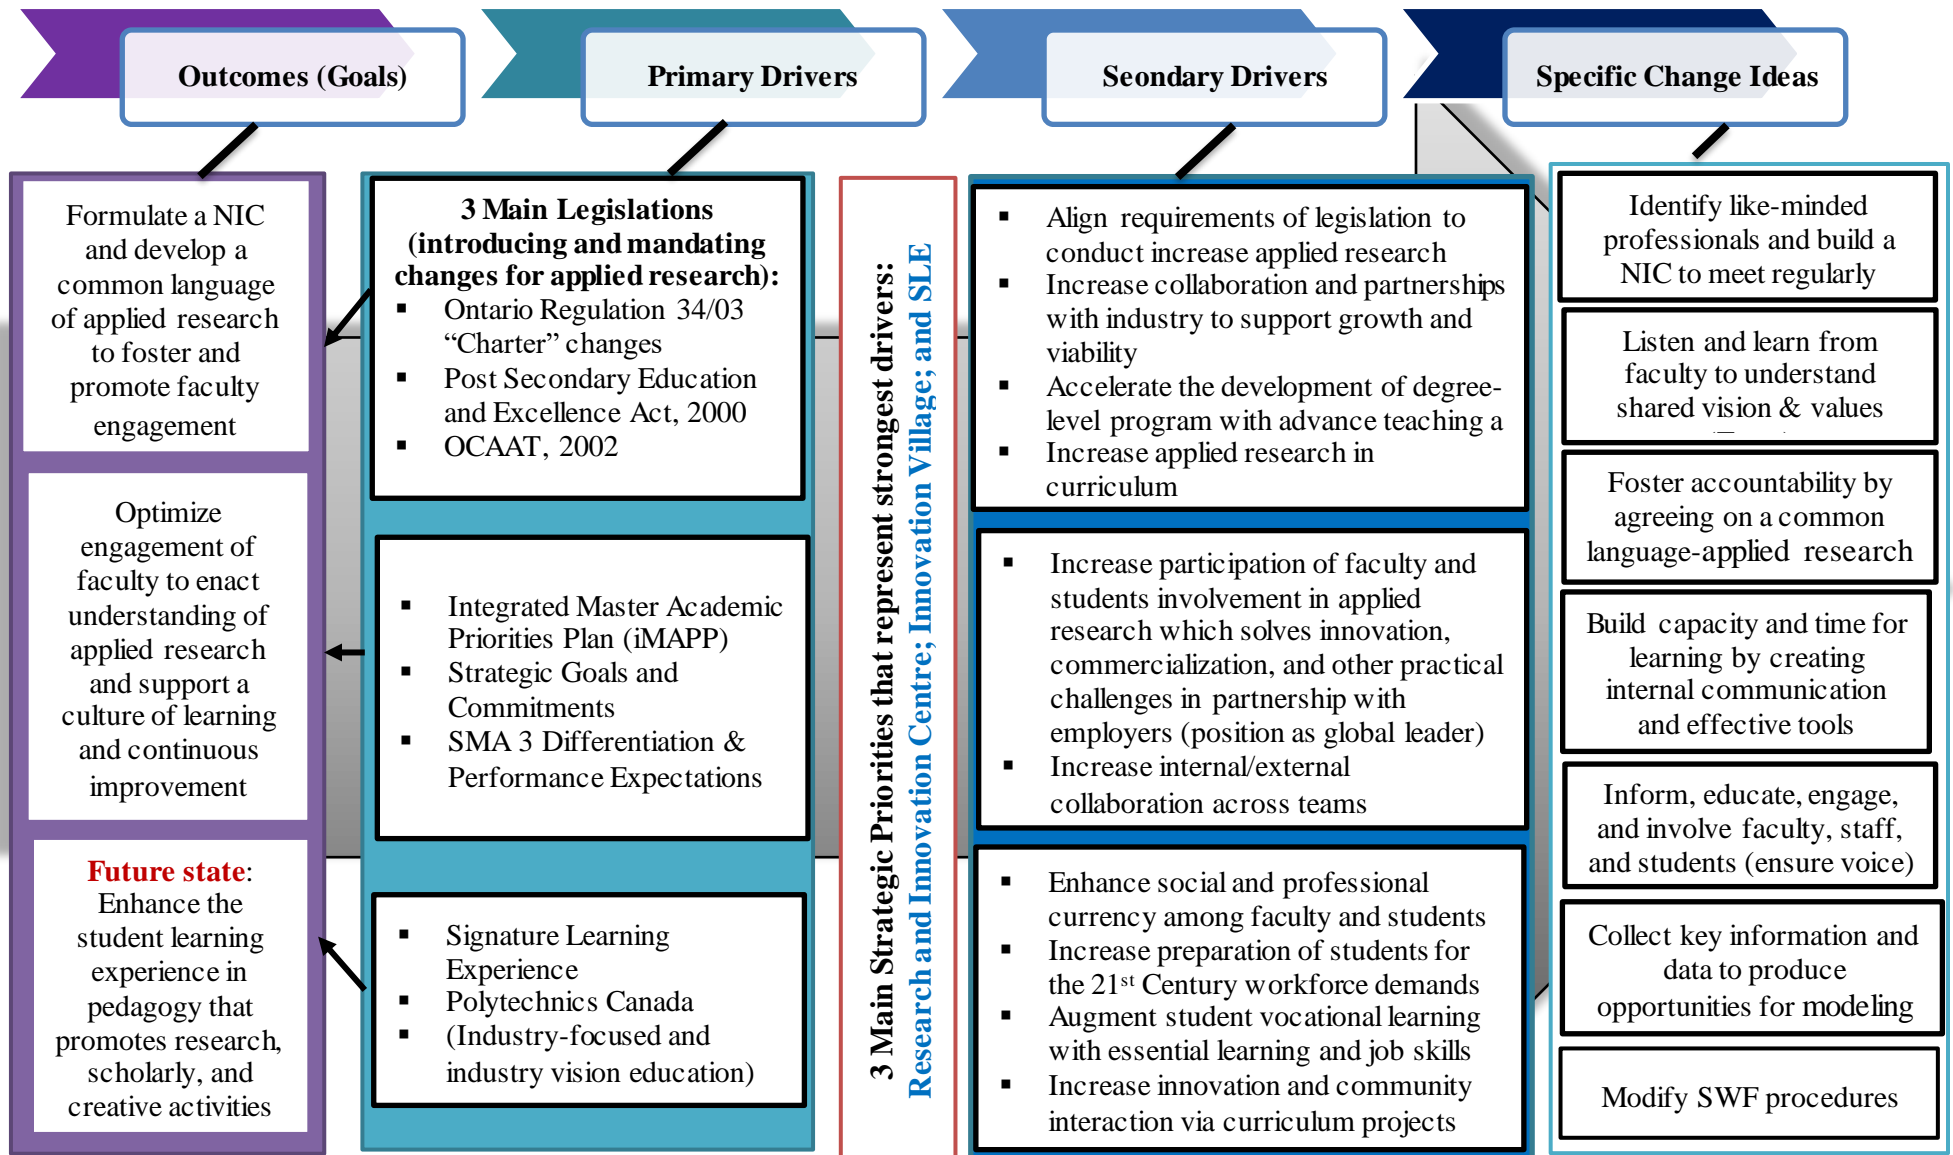 Outcomes (Goals)
Primary Drivers
Seondary Drivers
Specific Change Ideas
Formulate a NIC
and develop a
common language
of applied research
to foster and
promote faculty
engagement
Optimize
engagement of
faculty to enact
understanding of
applied research
and support a
culture of learning
and continuous
improvement
Future state:
Enhance the
student learning
experience in
pedagogy that
promotes research,
scholarly, and
creative activities
3 Main Legislations
(introducing and mandating
changes for applied research):
▪ Ontario Regulation 34/03
“Charter” changes
▪ Post Secondary Education
and Excellence Act, 2000
▪ OCAAT, 2002
▪ Integrated Master Academic
Priorities Plan (iMAPP)
▪ Strategic Goals and
Commitments
▪ SMA 3 Differentiation &
Performance Expectations
▪ Signature Learning
Experience
▪ Polytechnics Canada
▪ (Industry-focused and
industry vision education)
3 Main Strategic Priorities that represent strongest drivers:
Research and Innovation Centre; Innovation Village; and SLE
▪ Align requirements of legislation to
conduct increase applied research
▪ Increase collaboration and partnerships
with industry to support growth and
viability
▪ Accelerate the development of degree-
level program with advance teaching a
▪ Increase applied research in
curriculum
▪ Increase participation of faculty and
students involvement in applied
research which solves innovation,
commercialization, and other practical
challenges in partnership with
employers (position as global leader)
▪ Increase internal/external
collaboration across teams
▪ Enhance social and professional
currency among faculty and students
▪ Increase preparation of students for
the 21st Century workforce demands
▪ Augment student vocational learning
with essential learning and job skills
▪ Increase innovation and community
interaction via curriculum projects
Identify like-minded
professionals and build a
NIC to meet regularly
Listen and learn from
faculty to understand
shared vision & values
Foster accountability by
agreeing on a common
language-applied research
Build capacity and time for
learning by creating
internal communication
and effective tools
Inform, educate, engage,
and involve faculty, staff,
and students (ensure voice)
Collect key information and
data to produce
opportunities for modeling
Modify SWF procedures